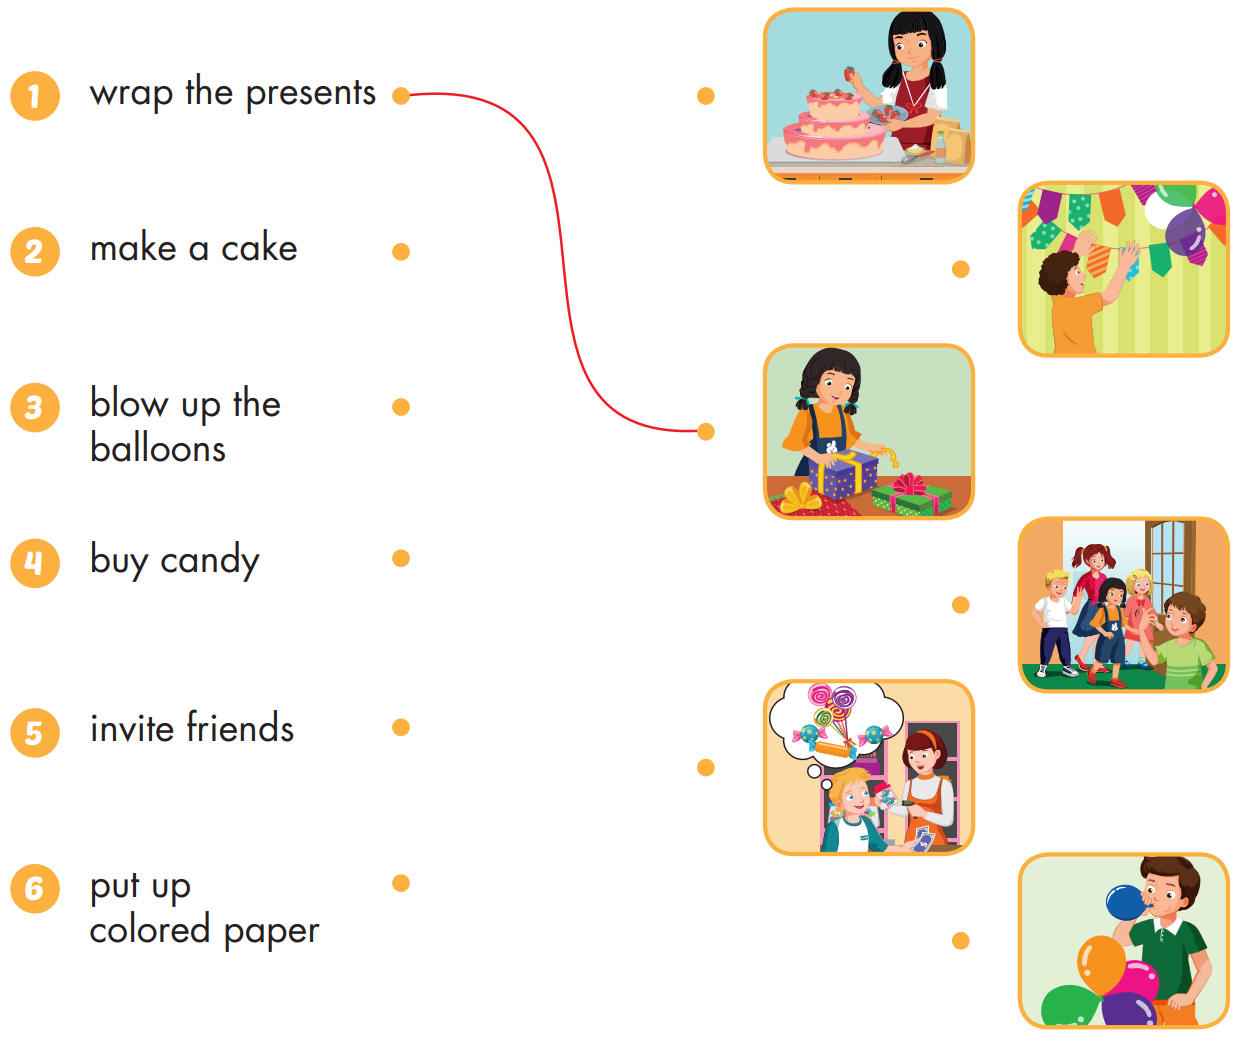 1 wrap the presents
2 make a cake
3 blow up the
balloons
4 buy candy
5 invite friends
6 put up
colored paper